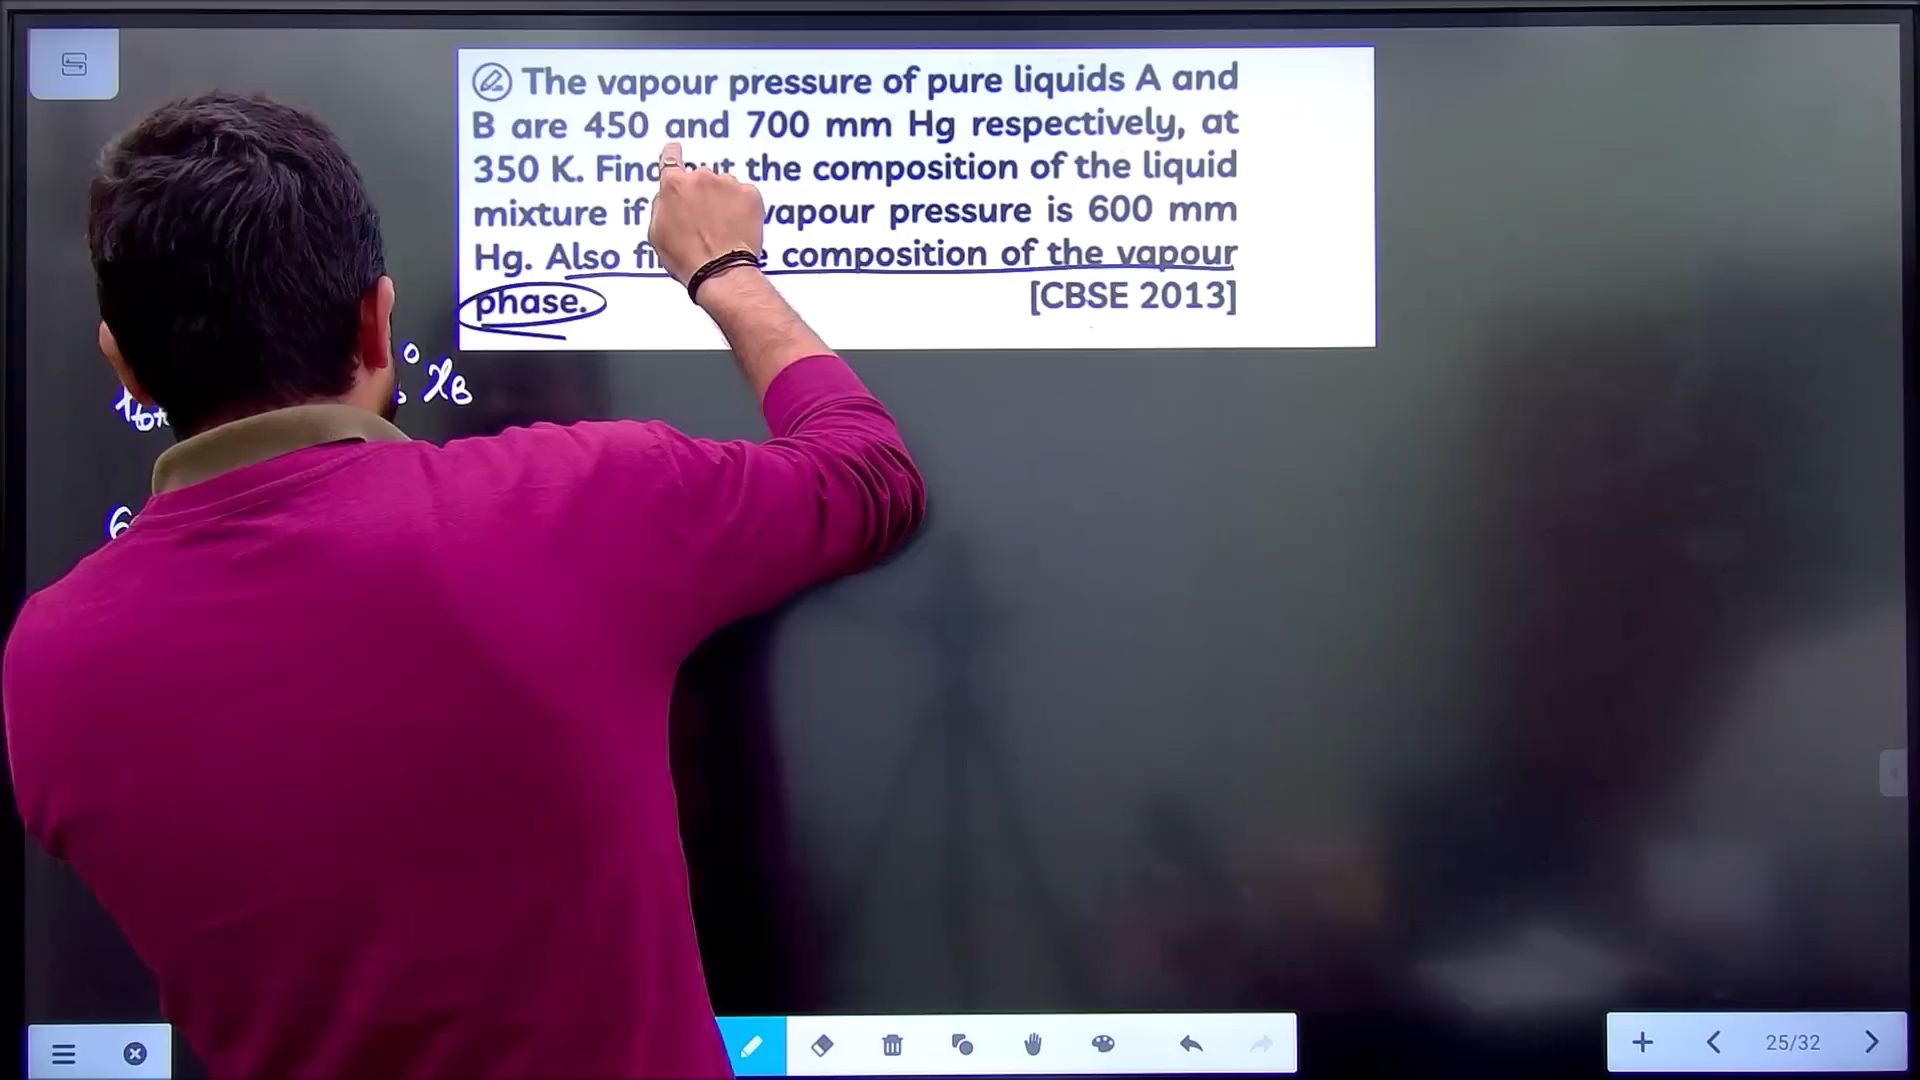 The vapour pressure of pure liquids A and
B are 450 and 700 mm Hg respectively, at
350 K. the composition of the liquid
mixture if vapour pressure is 600 mm
Hg. Also composition of the vapour
phase. [CBSE 2013]
° x_B
25/32